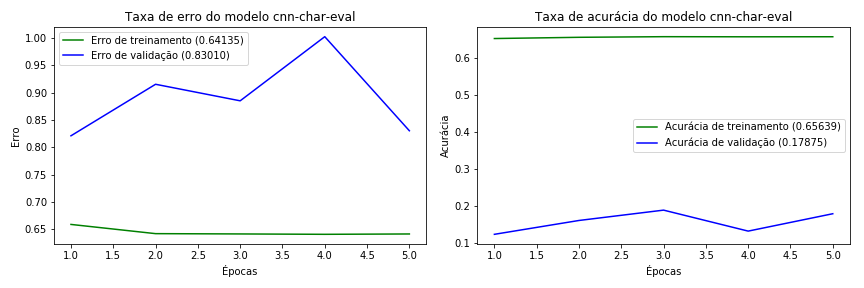 Taxa de erro do modelo cnn-char-eval
Erro de treinamento (0.64135)
Erro de validação (0.83010)
1.00
0.95
0.90
0.85
0.80
0.75
0.70
0.65
Erro
1.0 1.5 2.0 2.5 3.0 3.5 4.0 4.5 5.0
Épocas
Taxa de acurácia do modelo cnn-char-eval
Acurácia de treinamento (0.65639)
Acurácia de validação (0.17875)
0.6
0.5
0.4
0.3
0.2
0.1
Acurácia
1.0 1.5 2.0 2.5 3.0 3.5 4.0 4.5 5.0
Épocas